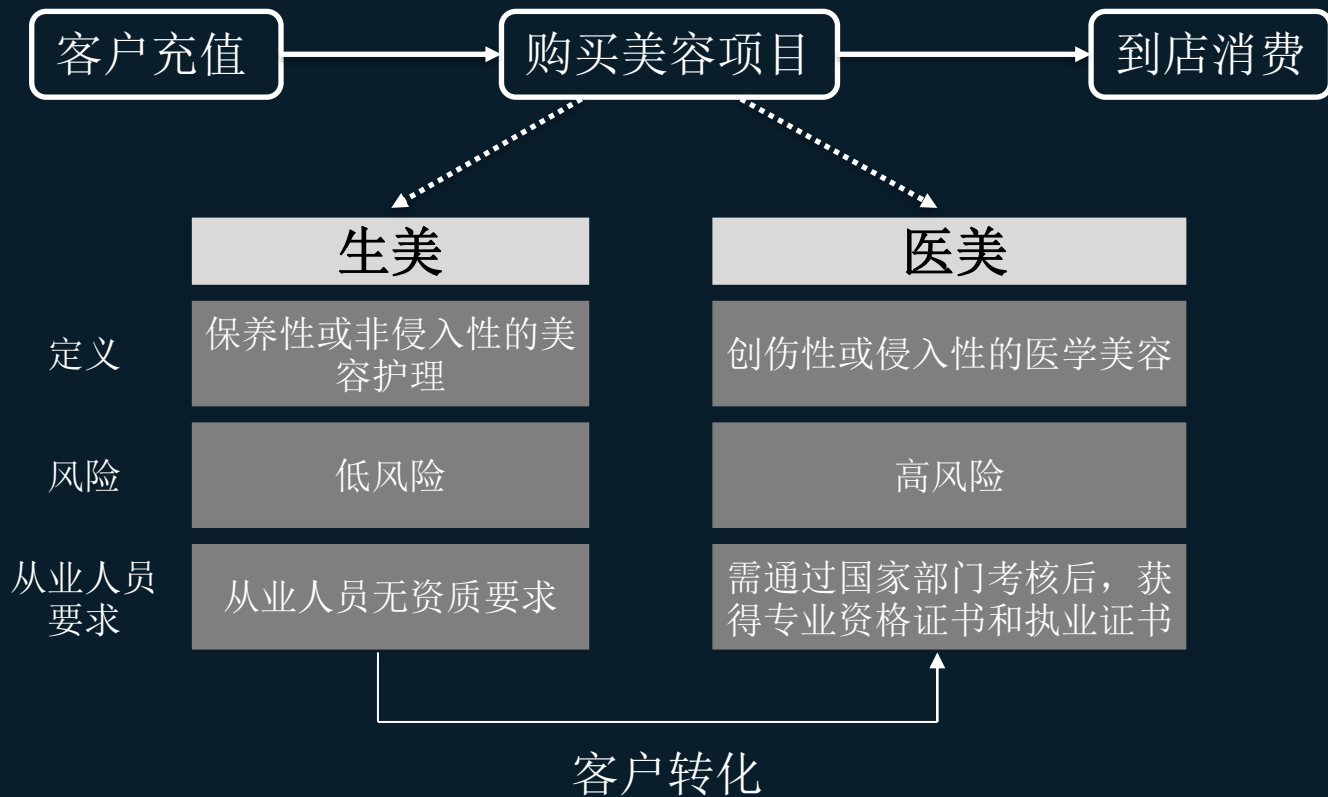 客户充值
购买美容项目
到店消费
生美
医美
定义
保养性或非侵入性的美
容护理
创伤性或侵入性的医学美容
风险
低风险
高风险
从业人员
要求
从业人员无资质要求
需通过国家部门考核后，获
得专业资格证书和执业证书
客户转化